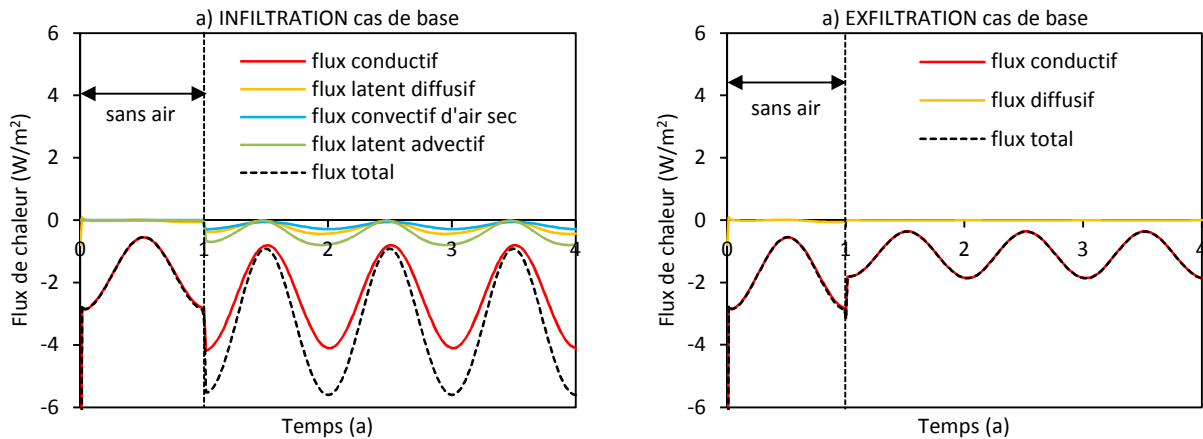 a) INFILTRATION cas de base
6
4
2
0
-2
-4
-6
Flux de chaleur (W/m²)
sans air
flux conductif
flux latent diffusif
flux convectif d'air sec
flux latent advectif
flux total
0 1 2 3 4
Temps (a)
a) EXFILTRATION cas de base
6
4
2
0
-2
-4
-6
Flux de chaleur (W/m²)
sans air
flux conductif
flux diffusif
flux total
0 1 2 3 4
Temps (a)